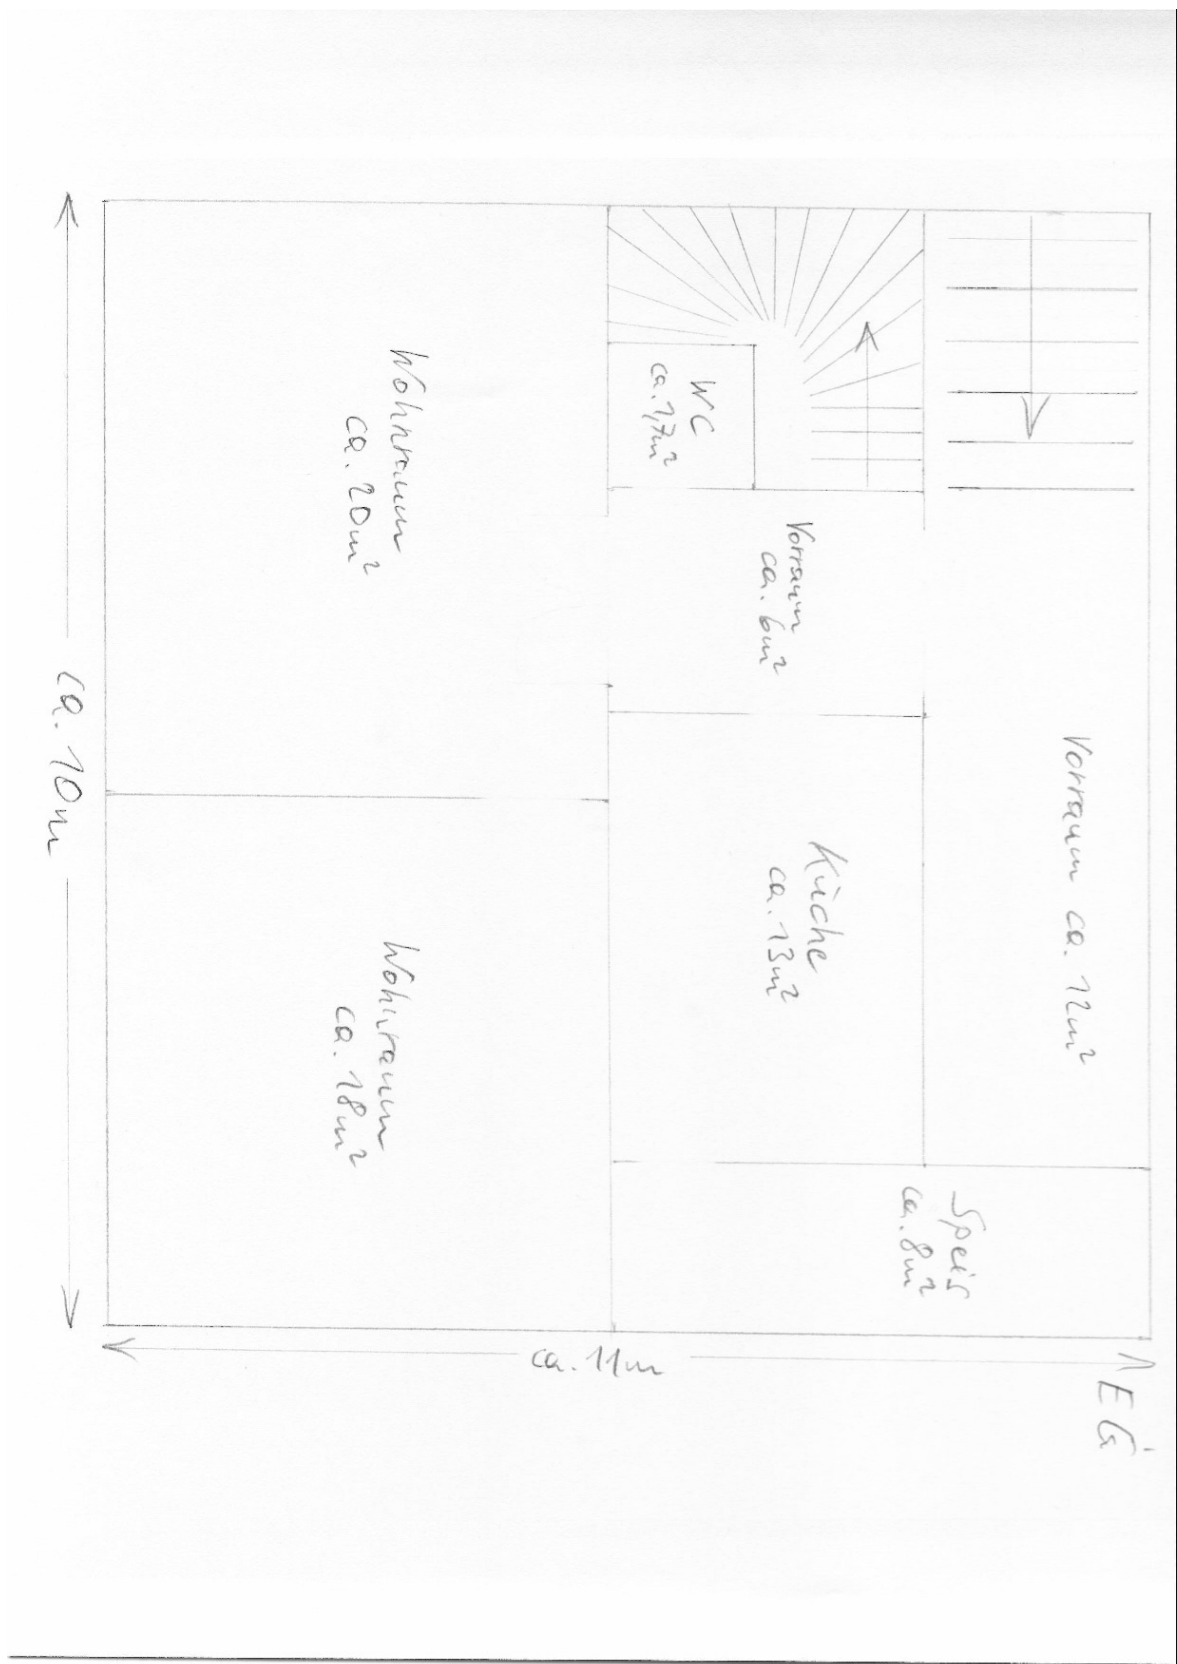 Wohnraum
ca. 20m²
WC
ca. 1,7m²
Vorraum
ca. 6m²
Vorraum ca. 12m²
Küche
ca. 13m²
Wohnraum
ca. 18m²
Speis
ca. 8m²
ca. 10m
ca. 11m
EG